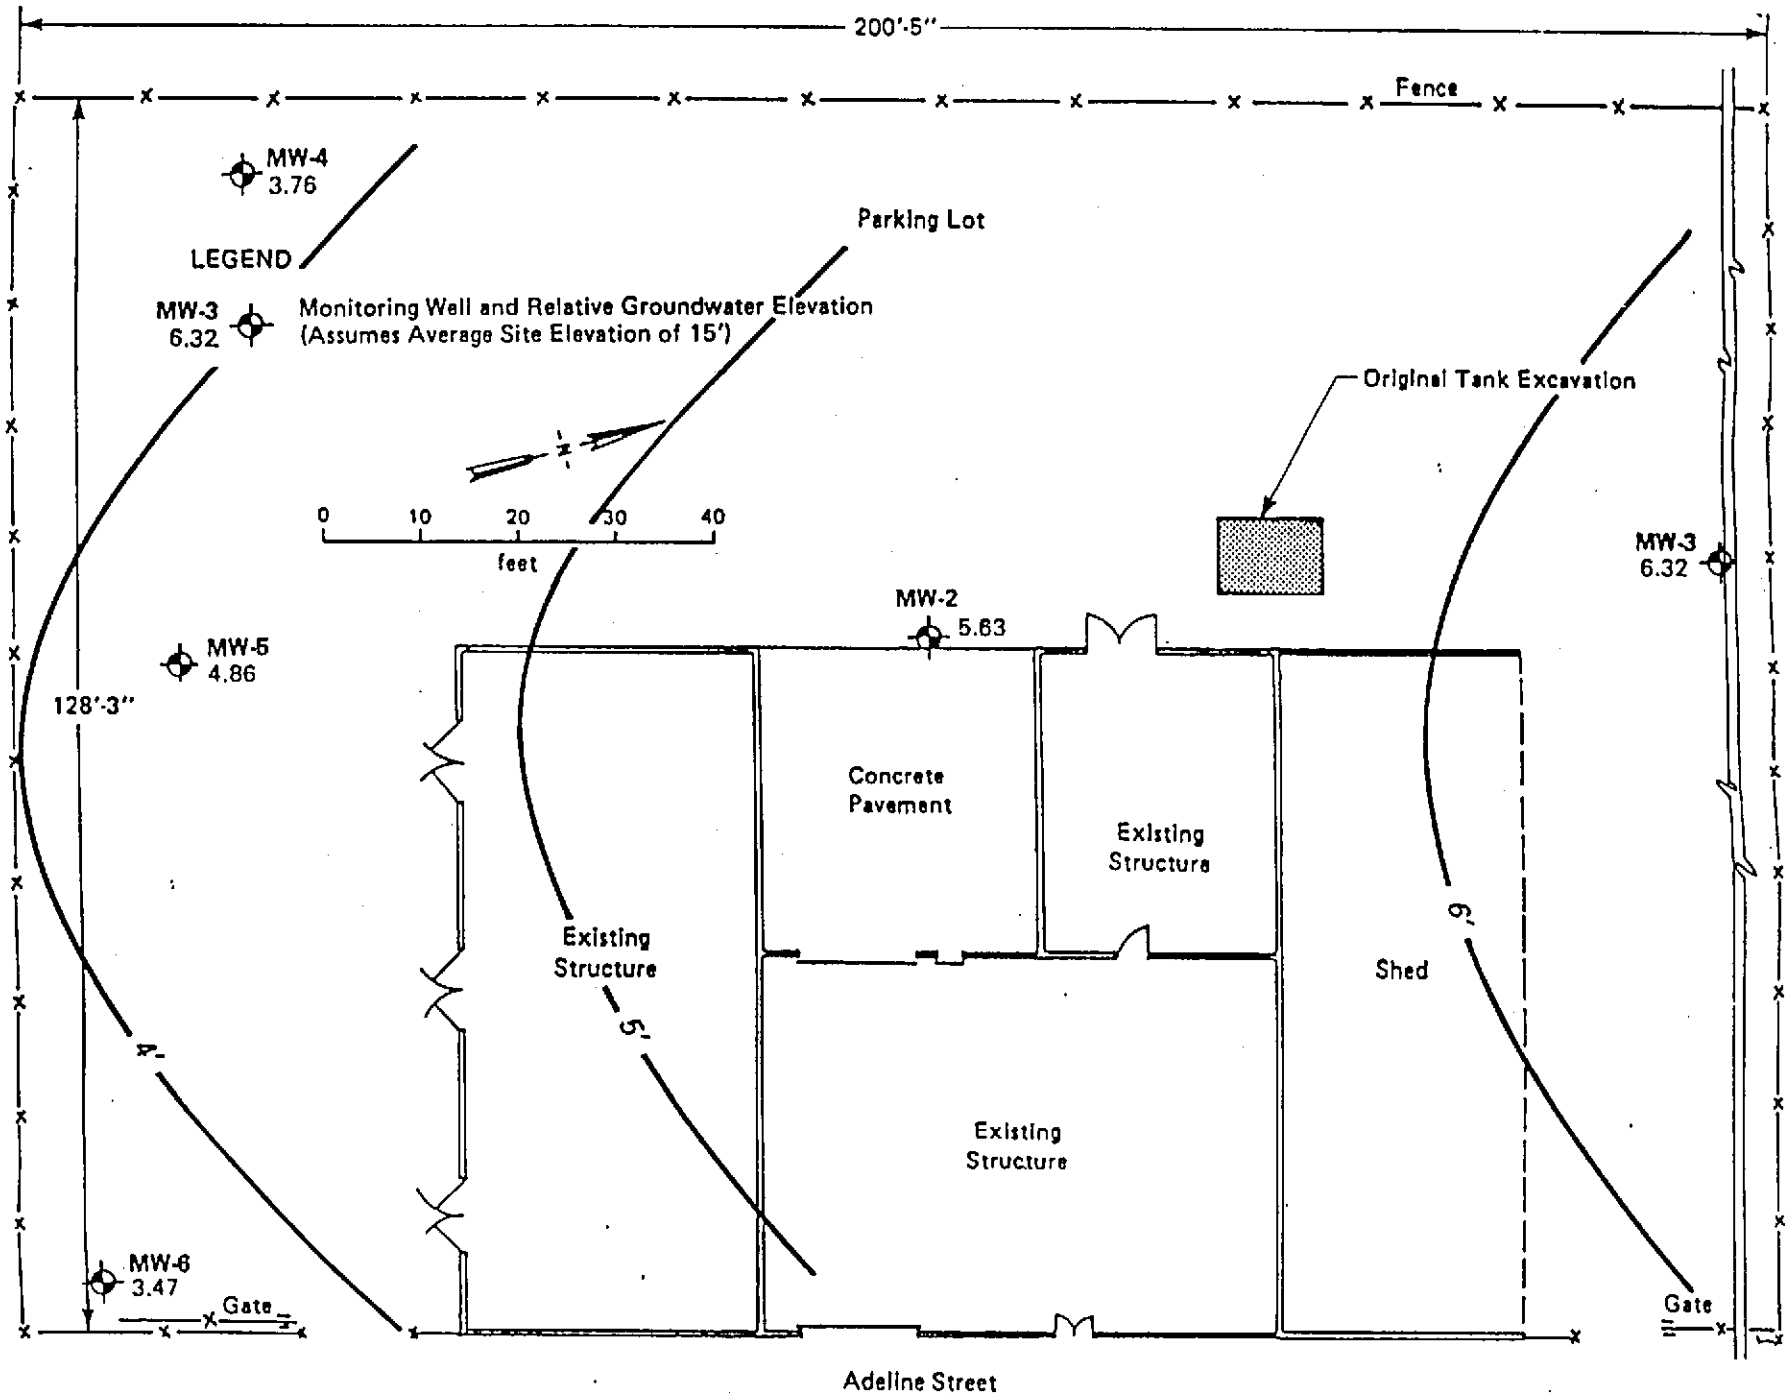 200'-5"
Fence
MW-4
3.76
Parking Lot
LEGEND
MW-3
6.32
Monitoring Well and Relative Groundwater Elevation
(Assumes Average Site Elevation of 15')
Original Tank Excavation
N
0 10 20 30 40
feet
MW-3
6.32
MW-2
5.63
MW-5
4.86
128'-3"
Concrete
Pavement
Existing
Structure
6'
Existing
Structure
Shed
5'
4'
Existing
Structure
MW-6
3.47
Gate
Gate
Adeline Street